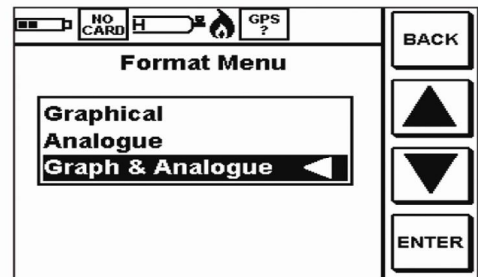 NO
CARD
H
GPS
?
BACK
Format Menu
Graphical
Analogue
Graph & Analogue
ENTER